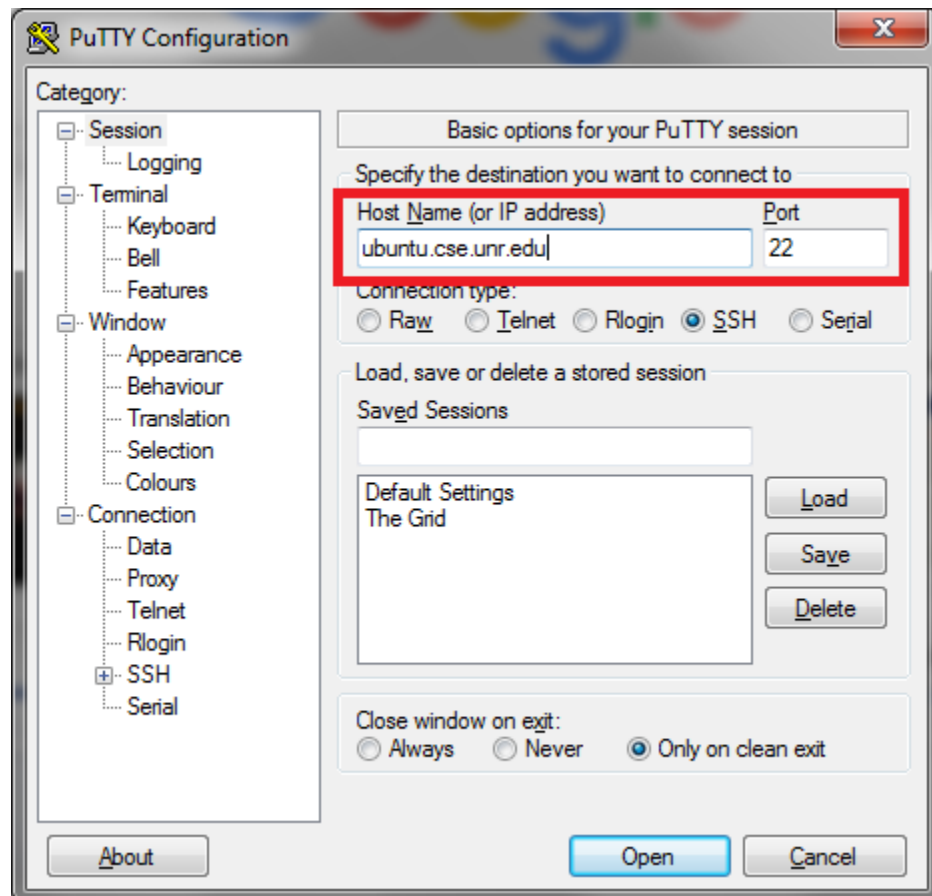 PuTTY Configuration
Category:
Session
Logging
Terminal
Keyboard
Bell
Features
Window
Appearance
Behaviour
Translation
Selection
Colours
Connection
Data
Proxy
Telnet
Rlogin
SSH
Serial
Basic options for your PuTTY session
Specify the destination you want to connect to
Host Name (or IP address) Port
ubuntu.cse.unr.edu 22
Connection type:
Raw Telnet Rlogin SSH Serial
Load, save or delete a stored session
Saved Sessions
Default Settings
The Grid
Load
Save
Delete
Close window on exit:
Always Never Only on clean exit
About Open Cancel